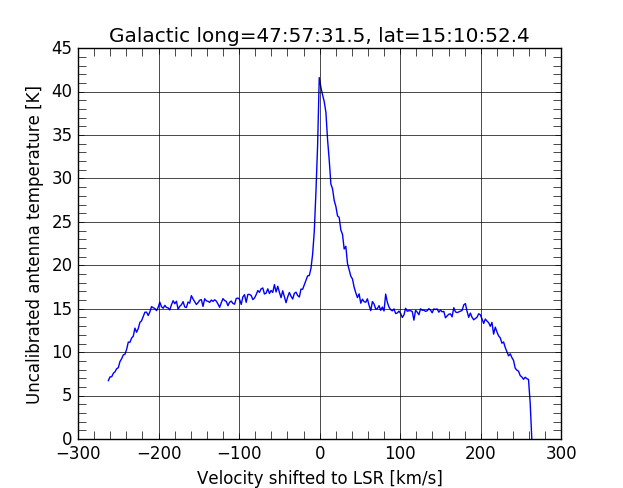 Galactic long=47:57:31.5, lat=15:10:52.4
Uncalibrated antenna temperature [K]
45
40
35
30
25
20
15
10
5
0
−300 −200 −100 0 100 200 300
Velocity shifted to LSR [km/s]